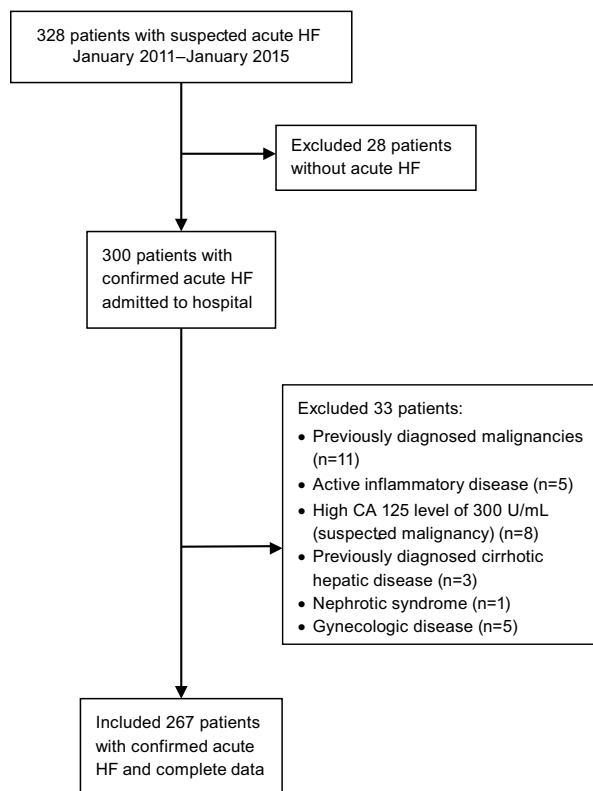 328 patients with suspected acute HF
January 2011–January 2015
Excluded 28 patients
without acute HF
300 patients with
confirmed acute HF
admitted to hospital
Excluded 33 patients:
• Previously diagnosed malignancies
(n=11)
• Active inflammatory disease (n=5)
• High CA 125 level of 300 U/mL
(suspected malignancy) (n=8)
• Previously diagnosed cirrhotic
hepatic disease (n=3)
• Nephrotic syndrome (n=1)
• Gynecologic disease (n=5)
Included 267 patients
with confirmed acute
HF and complete data